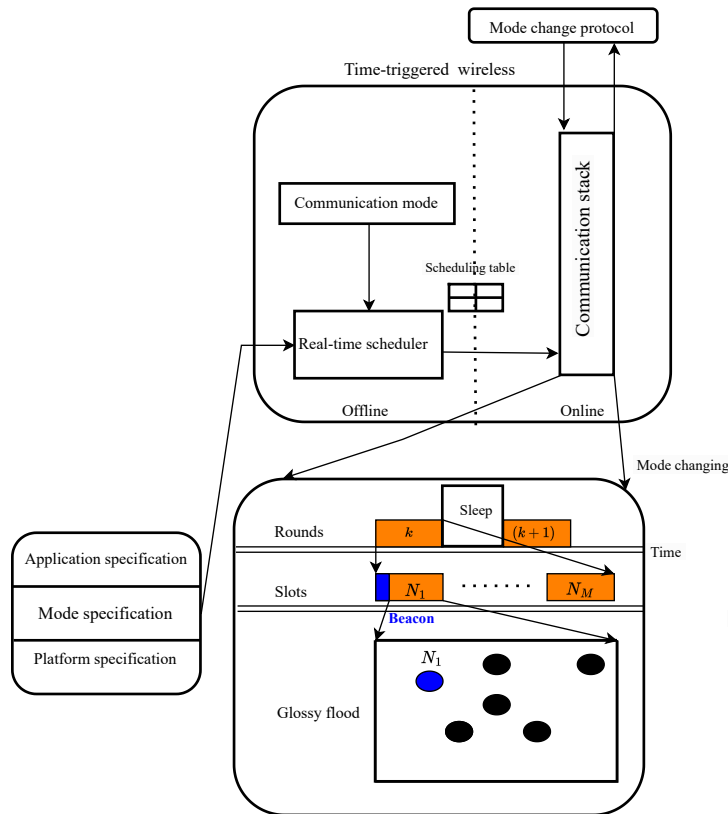 Mode change protocol
Time-triggered wireless
Communication mode
Communication stack
Scheduling table
Real-time scheduler
Offline
Online
Mode changing
Sleep
Rounds
k
(k + 1)
Time
Application specification
Mode specification
Platform specification
Slots
N₁
.......
N_M
Beacon
N₁
Glossy flood